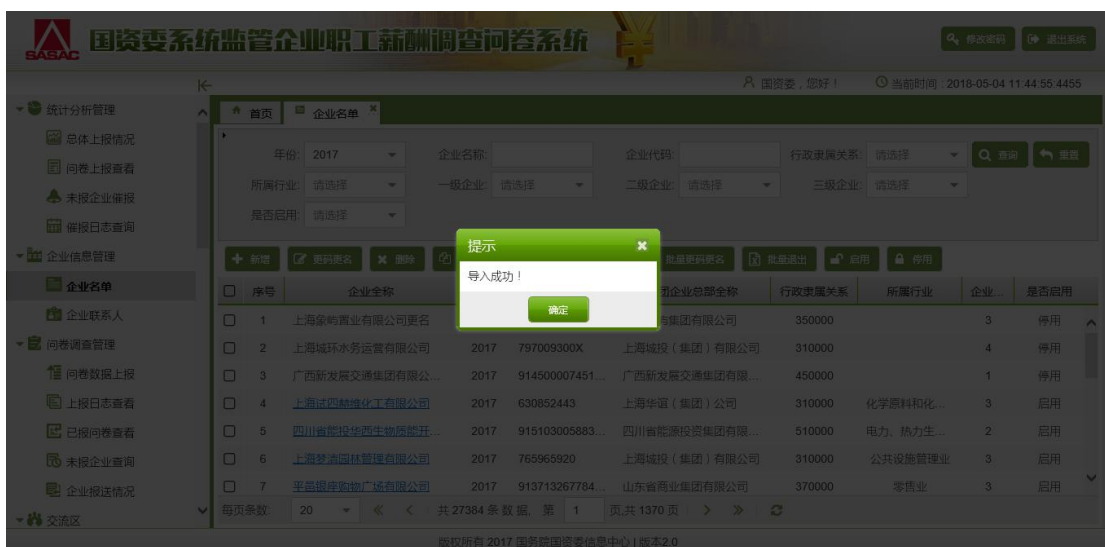 SASAC 国资委系统监管企业职工薪酬调查问卷系统 修改密码 退出系统
国资委，您好！ 当前时间：2018-05-04 11:44:55:4455
统计分析管理
总体上报情况
问卷上报查看
未报企业催报
催报日志查询
企业信息管理
企业名单
企业联系人
问卷调查管理
问卷数据上报
上报日志查看
已报问卷查看
未报企业查询
企业报送情况
交流区
首页 企业名单
年份: 2017 企业名称: 企业代码: 行政隶属关系: 请选择 查询 重置
所属行业: 请选择 一级企业: 请选择 二级企业: 请选择 三级企业: 请选择
是否启用: 请选择
新增 更码更名 删除 批量更码更名 批量退出 启用 停用
提示
导入成功！
确定
序号 企业全称 团企业总部全称 行政隶属关系 所属行业 企业... 是否启用
1 上海豪屿置业有限公司更名 集团有限公司 350000 3 停用
2 上海城环水务运营有限公司 2017 797009300X 上海城投（集团）有限公司 310000 4 停用
3 广西新发展交通集团有限公... 2017 914500007451... 广西新发展交通集团有限... 450000 1 停用
4 上海试四赫维化工有限公司 2017 630852443 上海华谊（集团）公司 310000 化学原料和化... 3 启用
5 四川省能投华西生物质能开... 2017 915103005883... 四川省能源投资集团有限... 510000 电力、热力生... 2 启用
6 上海梦清园林管理有限公司 2017 765965920 上海城投（集团）有限公司 310000 公共设施管理业 3 启用
7 平邑银座购物广场有限公司 2017 913713267784... 山东省商业集团有限公司 370000 零售业 3 启用
每页条数: 20 共 27384 条 数 据, 第 1 页,共 1370 页
版权所有 2017 国务院国资委信息中心 | 版本2.0